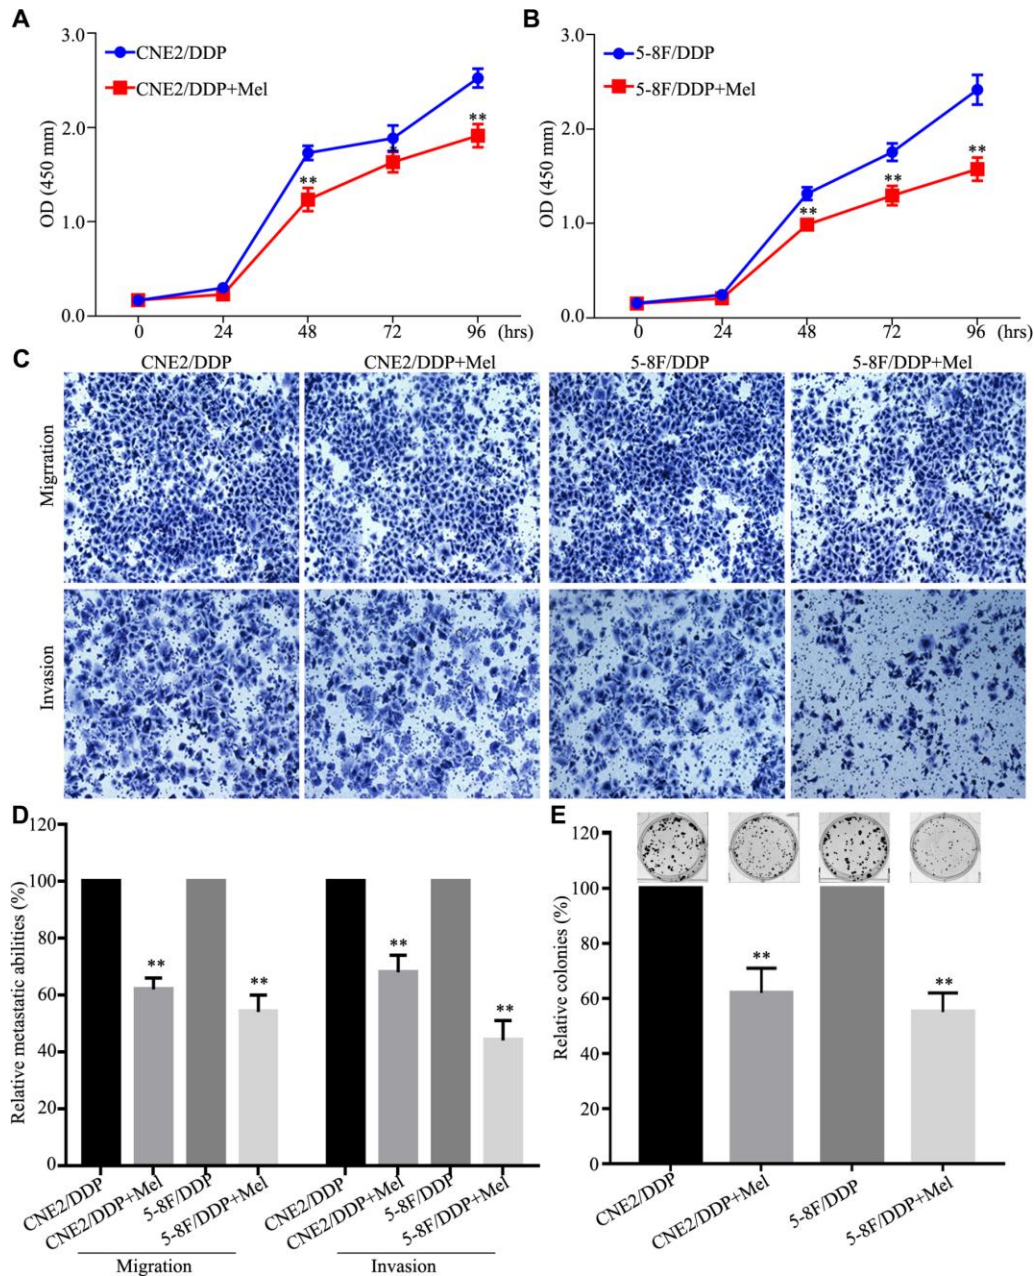 A
3.0
2.0
1.0
0.0
OD (450 mm)
CNE2/DDP
CNE2/DDP+Mel
**
*
**
0 24 48 72 96 (hrs)
B
3.0
2.0
1.0
0.0
OD (450 mm)
5-8F/DDP
5-8F/DDP+Mel
**
**
**
0 24 48 72 96 (hrs)
C
CNE2/DDP CNE2/DDP+Mel 5-8F/DDP 5-8F/DDP+Mel
Migration
Invasion
D
120
100
80
60
40
20
0
Relative metastatic abilities (%)
**
**
**
**
CNE2/DDP
CNE2/DDP+Mel
5-8F/DDP
5-8F/DDP+Mel
CNE2/DDP
CNE2/DDP+Mel
5-8F/DDP
5-8F/DDP+Mel
Migration Invasion
E
120
100
80
60
40
20
0
Relative colonies (%)
**
**
CNE2/DDP
CNE2/DDP+Mel
5-8F/DDP
5-8F/DDP+Mel